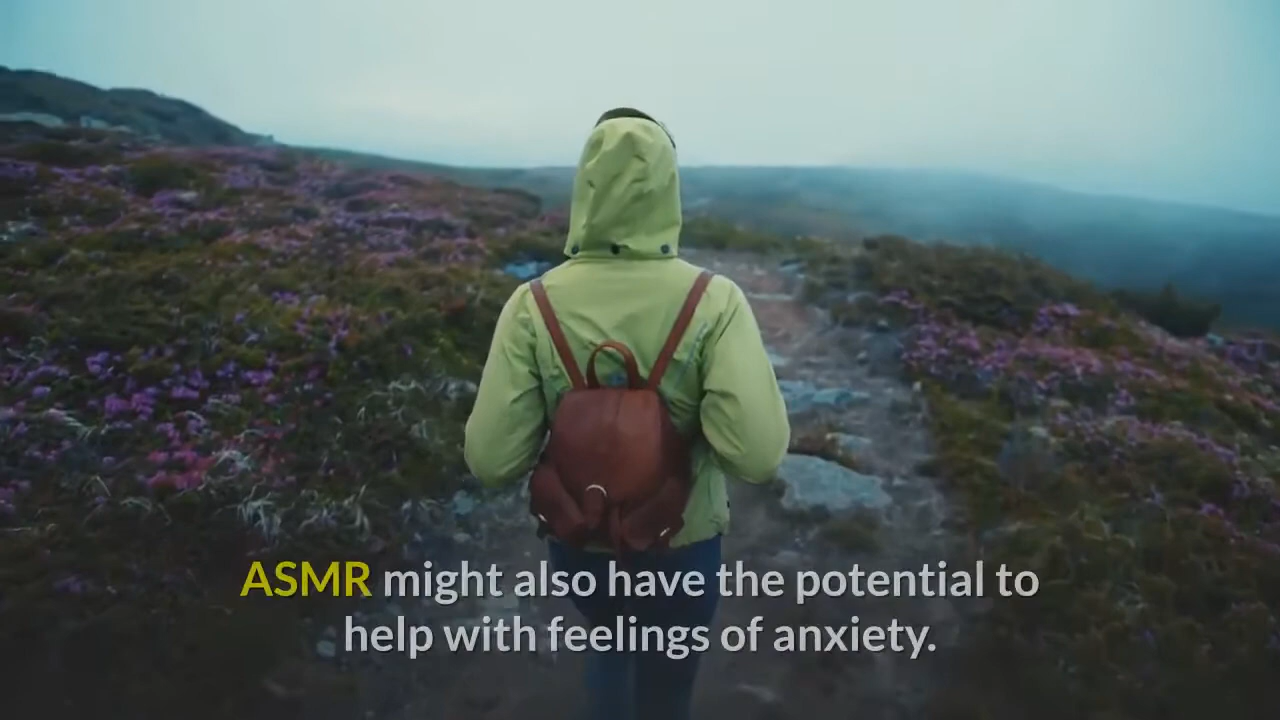 ASMR might also have the potential to
help with feelings of anxiety.